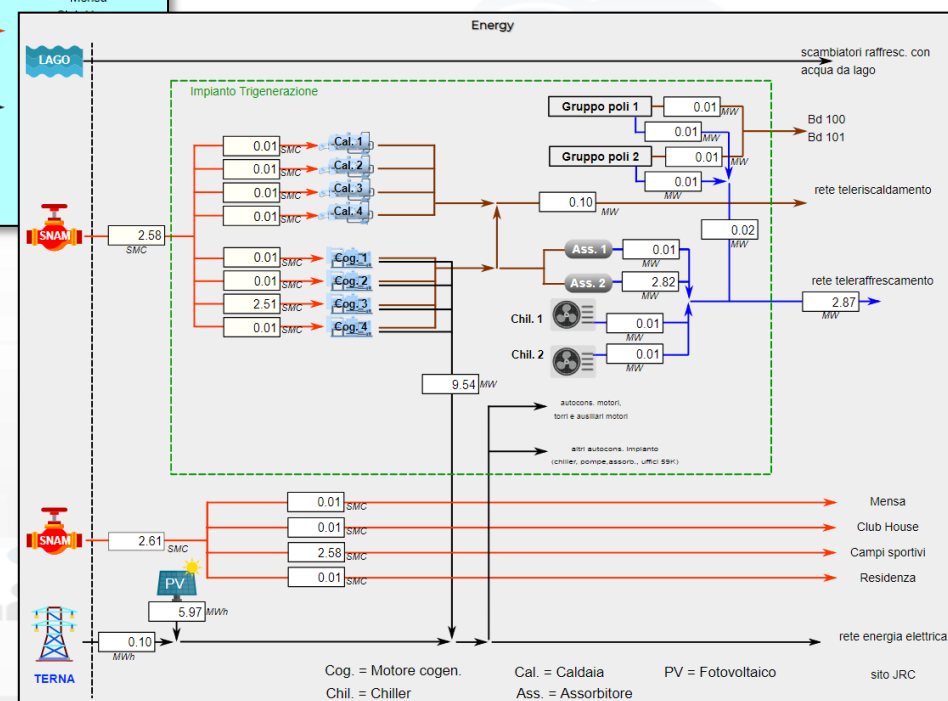 Mensa
Energy
LAGO
scambiatori raffresc. con
acqua da lago
Impianto Trigenerazione
Gruppo poli 1
0.01
MW
0.01
MW
Bd 100
Bd 101
Gruppo poli 2
0.01
MW
0.01
MW
0.01
SMC
Cal. 1
0.01
SMC
Cal. 2
0.01
SMC
Cal. 3
0.01
SMC
Cal. 4
rete teleriscaldamento
0.10
MW
SNAM
2.58
SMC
0.02
MW
0.01
SMC
Cog. 1
0.01
SMC
Cog. 2
2.51
SMC
Cog. 3
0.01
SMC
Cog. 4
Ass. 1
0.01
MW
Ass. 2
2.82
MW
rete teleraffrescamento
2.87
MW
Chil. 1
0.01
MW
Chil. 2
0.01
MW
9.54
MW
autocons. motori,
torri e ausiliari motori
altri autocons. impianto
(chiller, pompe,assorb., uffici 59K)
0.01
SMC
Mensa
0.01
SMC
Club House
SNAM
2.61
SMC
2.58
SMC
Campi sportivi
0.01
SMC
Residenza
PV
5.97
MWh
0.10
MWh
rete energia elettrica
TERNA
Cog. = Motore cogen.
Cal. = Caldaia
PV = Fotovoltaico
sito JRC
Chil. = Chiller
Ass. = Assorbitore